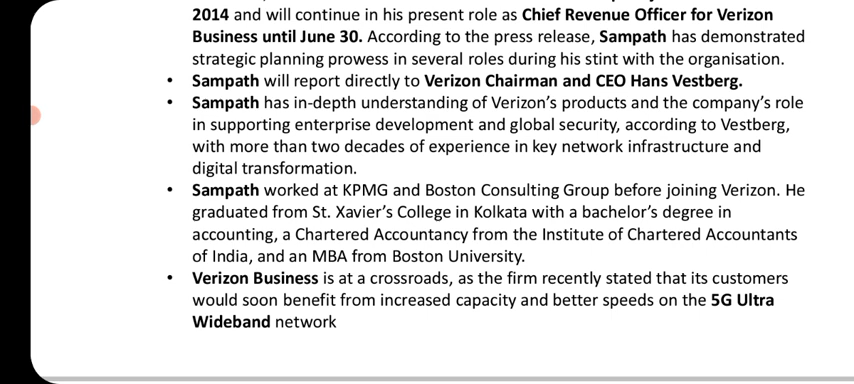 2014 and will continue in his present role as Chief Revenue Officer for Verizon
Business until June 30. According to the press release, Sampath has demonstrated
strategic planning prowess in several roles during his stint with the organisation.
• Sampath will report directly to Verizon Chairman and CEO Hans Vestberg.
• Sampath has in-depth understanding of Verizon's products and the company's role
in supporting enterprise development and global security, according to Vestberg,
with more than two decades of experience in key network infrastructure and
digital transformation.
• Sampath worked at KPMG and Boston Consulting Group before joining Verizon. He
graduated from St. Xavier's College in Kolkata with a bachelor's degree in
accounting, a Chartered Accountancy from the Institute of Chartered Accountants
of India, and an MBA from Boston University.
• Verizon Business is at a crossroads, as the firm recently stated that its customers
would soon benefit from increased capacity and better speeds on the 5G Ultra
Wideband network